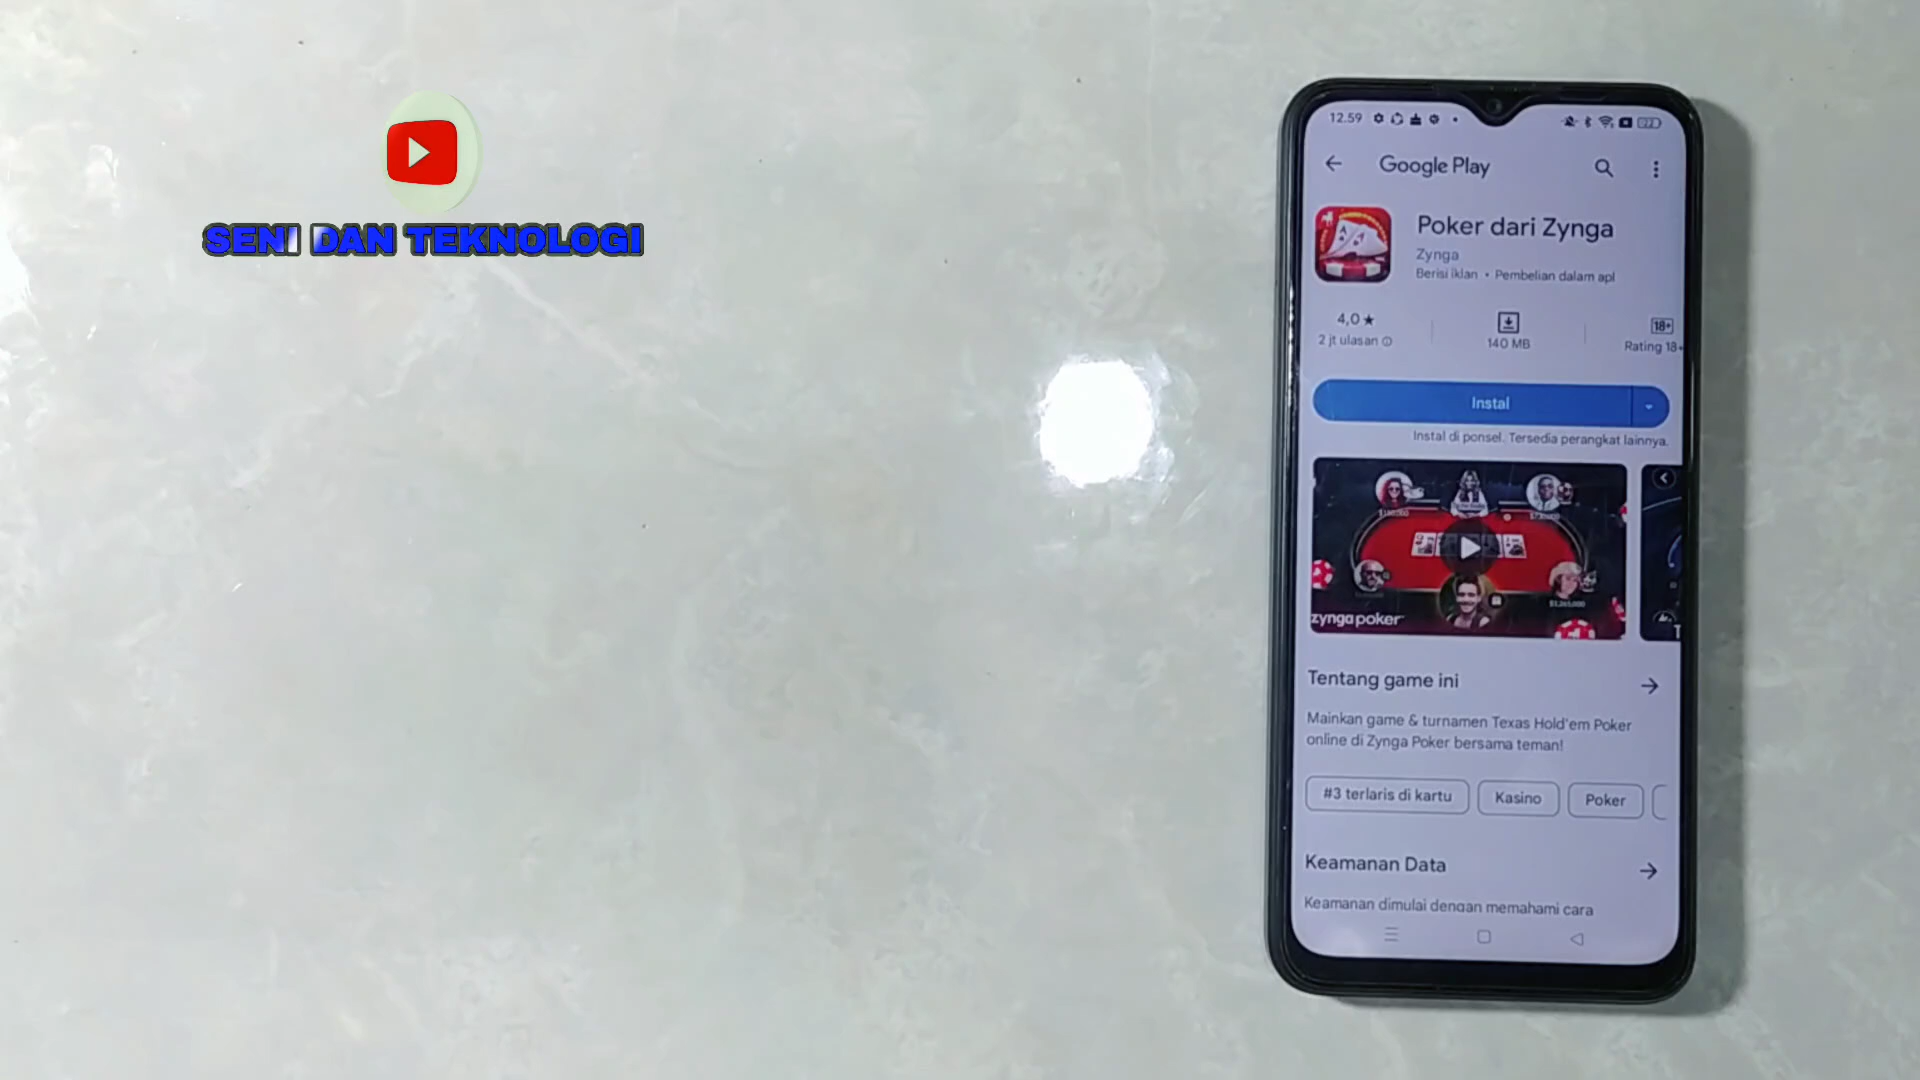 SENI DAN TEKNOLOGI
12.59
Google Play
Poker dari Zynga
Zynga
Berisi iklan • Pembelian dalam apl
4,0 ★
2 jt ulasan
140 MB
18+
Rating 18+
Instal
Instal di ponsel. Tersedia perangkat lainnya.
zynga poker
Tentang game ini
Mainkan game & turnamen Texas Hold'em Poker
online di Zynga Poker bersama teman!
#3 terlaris di kartu
Kasino
Poker
Keamanan Data
Keamanan dimulai dengan memahami cara